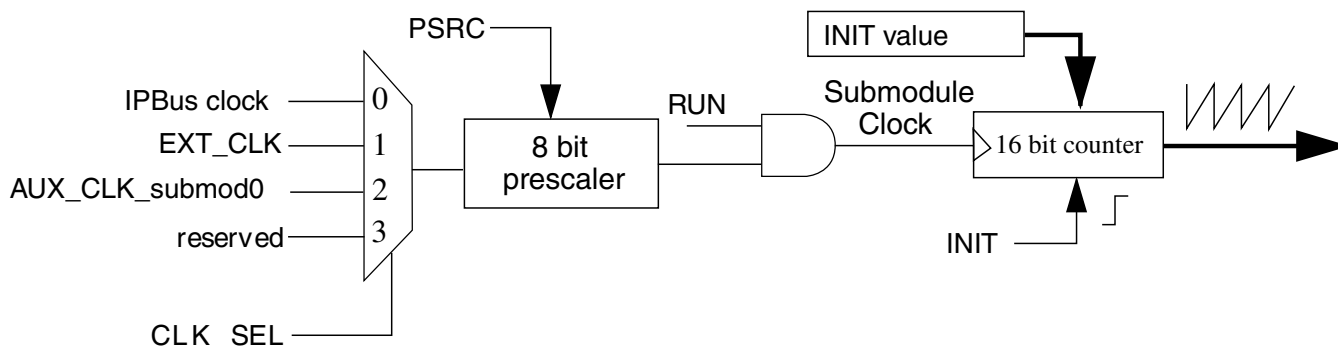 PSRC
INIT value
IPBus clock
0
EXT_CLK
1
AUX_CLK_submod0
2
reserved
3
CLK SEL
8 bit
prescaler
RUN
Submodule
Clock
16 bit counter
INIT